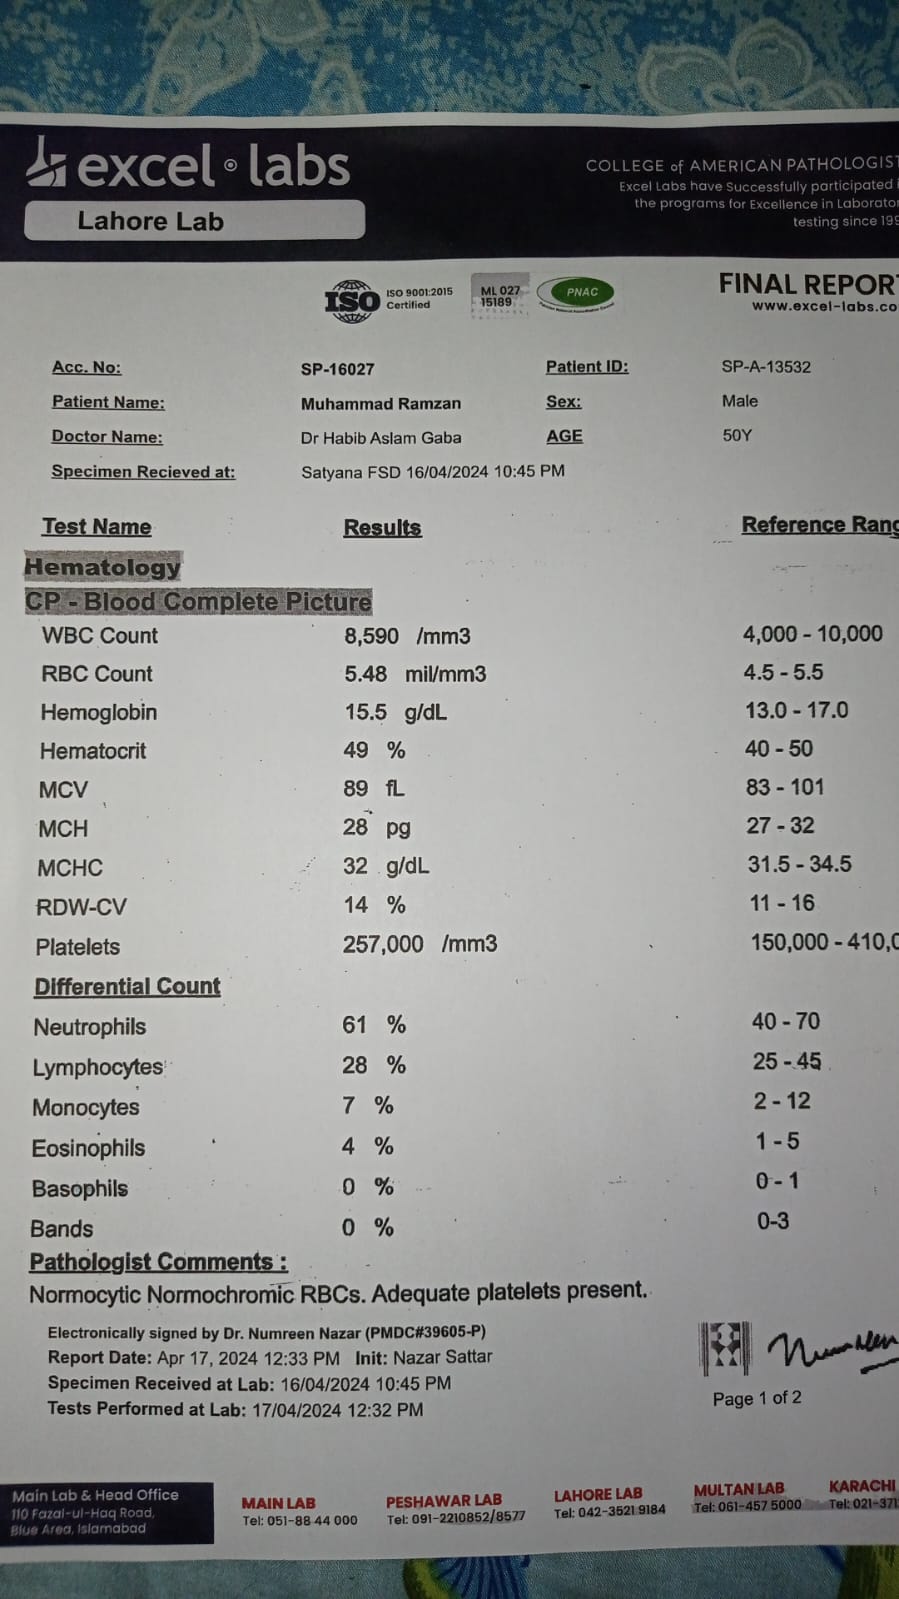 excel labs
Lahore Lab
COLLEGE of AMERICAN PATHOLOGIST
Excel Labs have Successfully participated
the programs for Excellence in
testing since
ISO
ISO 9001:2015
Certified
ML 027
15189
PNAC
FINAL REPORT
www.excel-labs.co
Acc. No: SP-16027 Patient ID: SP-A-13532
Patient Name: Muhammad Ramzan Sex: Male
Doctor Name: Dr Habib Aslam Gaba AGE 50Y
Specimen Recieved at: Satyana FSD 16/04/2024 10:45 PM
Test Name Results Reference Rang
Hematology
CP - Blood Complete Picture
WBC Count 8,590 /mm3 4,000 - 10,000
RBC Count 5.48 mil/mm3 4.5 - 5.5
Hemoglobin 15.5 g/dL 13.0 - 17.0
Hematocrit 49 % 40 - 50
MCV 89 fL 83 - 101
MCH 28 pg 27 - 32
MCHC 32 g/dL 31.5 - 34.5
RDW-CV 14 % 11 - 16
Platelets 257,000 /mm3 150,000 - 410,0
Differential Count
Neutrophils 61 % 40 - 70
Lymphocytes 28 % 25 - 45
Monocytes 7 % 2 - 12
Eosinophils 4 % 1 - 5
Basophils 0 % 0 - 1
Bands 0 % 0-3
Pathologist Comments :
Normocytic Normochromic RBCs. Adequate platelets present.
Electronically signed by Dr. Numreen Nazar (PMDC#39605-P)
Report Date: Apr 17, 2024 12:33 PM Init: Nazar Sattar
Specimen Received at Lab: 16/04/2024 10:45 PM
Tests Performed at Lab: 17/04/2024 12:32 PM
Page 1 of 2
Main Lab & Head Office
110 Fazal-ul-Haq Road,
Blue Area, Islamabad
MAIN LAB
Tel: 051-88 44 000
PESHAWAR LAB
Tel: 091-2210852/8577
LAHORE LAB
Tel: 042-3521 9184
MULTAN LAB
Tel: 061-457 5000
KARACHI
Tel: 021-371